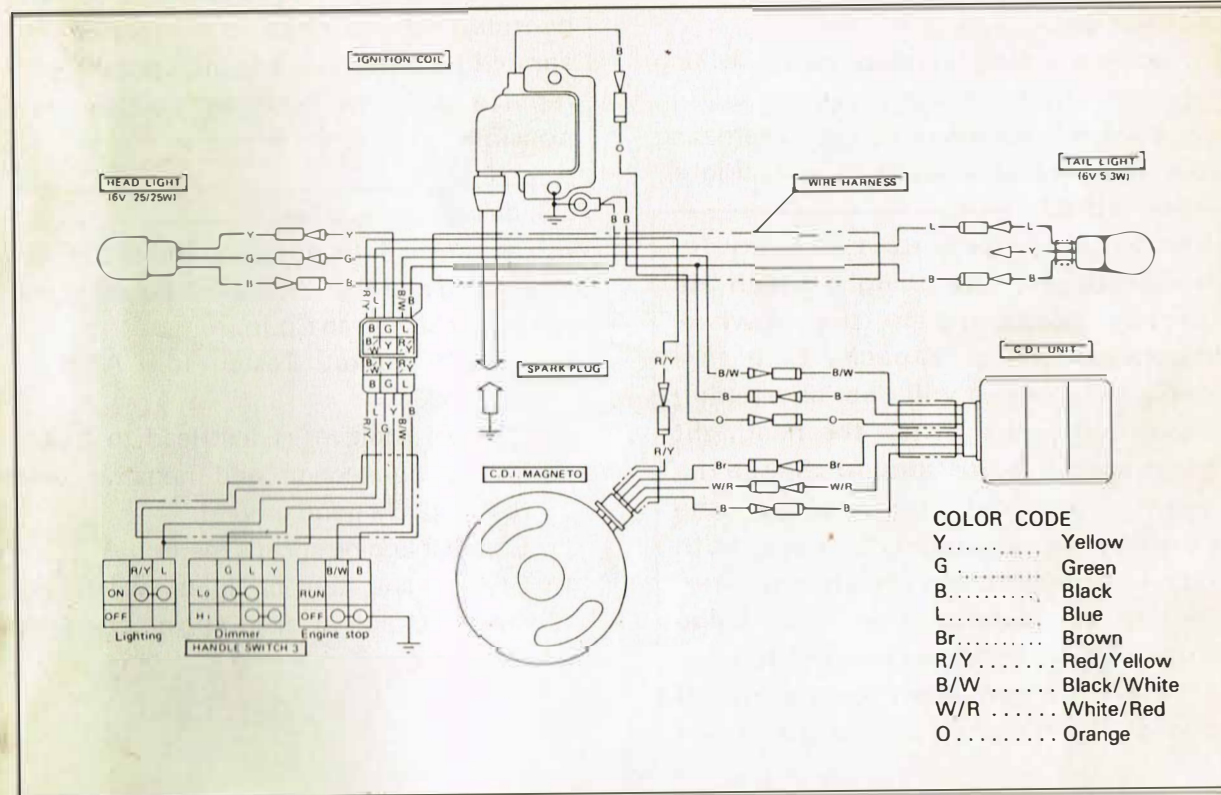 IGNITION COIL
B
O
HEAD LIGHT
(6V 25/25W)
TAIL LIGHT
(6V 5.3W)
WIRE HARNESS
B B
Y Y
G G
B B
L L
L
B B
R/Y L B/W B
B G L
B/W Y R/Y
B/W Y R/Y
B G L
L Y B
R/Y G B/W
SPARK PLUG
C.D.I. UNIT
R/Y
R/Y
B/W B/W
B B
O O
Br Br
W/R W/R
B B
C.D.I. MAGNETO
R/Y L
ON
OFF
Lighting
G L Y
Lo
Hi
Dimmer
B/W B
RUN
OFF
Engine stop
HANDLE SWITCH 3
COLOR CODE
Y Yellow
G Green
B Black
L Blue
Br Brown
R/Y Red/Yellow
B/W Black/White
W/R White/Red
O Orange